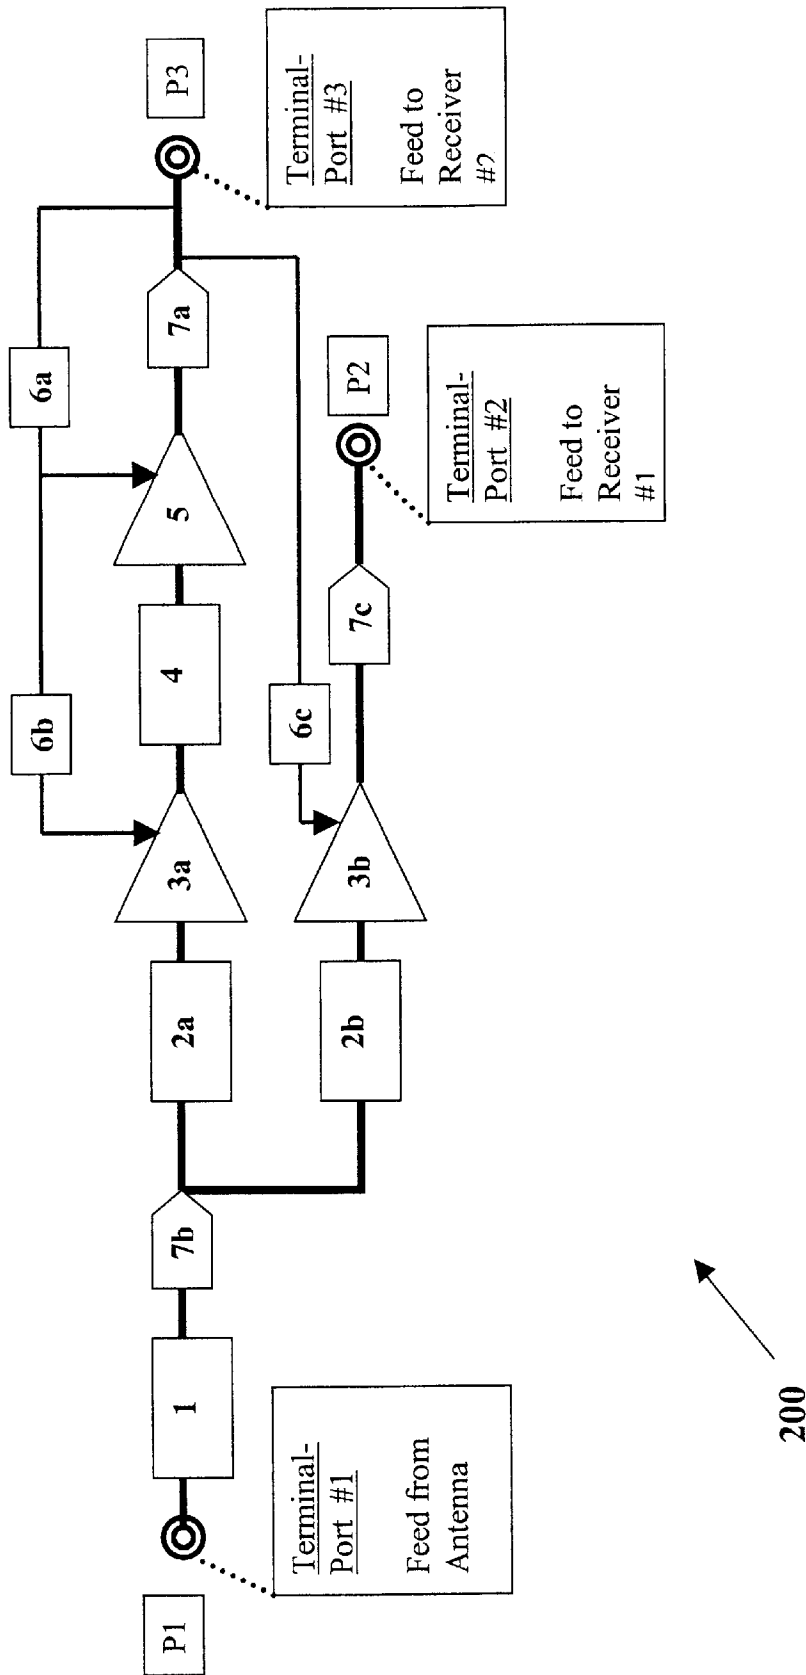 P1
Terminal-
Port #1
Feed from
Antenna
1
7b
2a
2b
3a
3b
6b
6c
4
5
6a
7a
7c
P2
Terminal-
Port #2
Feed to
Receiver
#1
P3
Terminal-
Port #3
Feed to
Receiver
#2
200